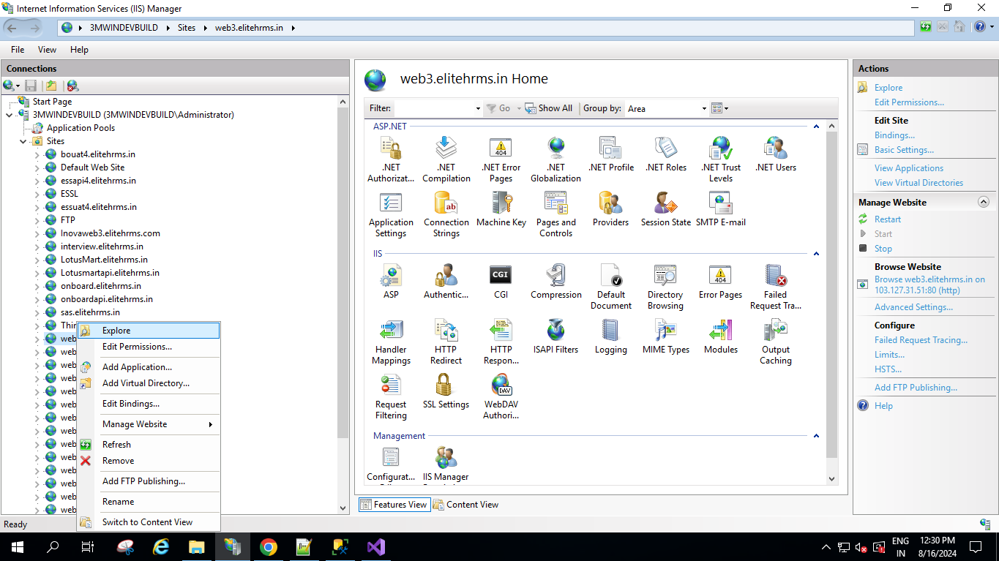 Internet Information Services (IIS) Manager
3MWINDEVBUILD
Sites
web3.elitehrms.in
File
View
Help
Connections
Start Page
3MWINDEVBUILD (3MWINDEVBUILD\Administrator)
Application Pools
Sites
bouat4.elitehrms.in
Default Web Site
essapi4.elitehrms.in
ESSL
essuat4.elitehrms.in
FTP
Inovaweb3.elitehrms.com
interview.elitehrms.in
LotusMart.elitehrms.in
Lotusmartapi.elitehrms.in
onboard.elitehrms.in
onboardapi.elitehrms.in
sas.elitehrms.in
Thir
web
web
web
web
web
web
web
web
web
web
web
web
web
web
Explore
Edit Permissions...
Add Application...
Add Virtual Directory...
Edit Bindings...
Manage Website
Refresh
Remove
Add FTP Publishing...
Rename
Switch to Content View
web3.elitehrms.in Home
Filter:
Go
Show All
Group by:
Area
ASP.NET
.NET Authorizat...
.NET Compilation
.NET Error Pages
.NET Globalization
.NET Profile
.NET Roles
.NET Trust Levels
.NET Users
Application Settings
Connection Strings
Machine Key
Pages and Controls
Providers
Session State
SMTP E-mail
IIS
ASP
Authentic...
CGI
Compression
Default Document
Directory Browsing
Error Pages
Failed Request Tra...
Handler Mappings
HTTP Redirect
HTTP Respon...
ISAPI Filters
Logging
MIME Types
Modules
Output Caching
Request Filtering
SSL Settings
WebDAV Authori...
Management
Configurat...
IIS Manager
Features View
Content View
Actions
Explore
Edit Permissions...
Edit Site
Bindings...
Basic Settings...
View Applications
View Virtual Directories
Manage Website
Restart
Start
Stop
Browse Website
Browse web3.elitehrms.in on
103.127.31.51:80 (http)
Advanced Settings...
Configure
Failed Request Tracing...
Limits...
HSTS...
Add FTP Publishing...
Help
Ready
ENG
IN
12:30 PM
8/16/2024